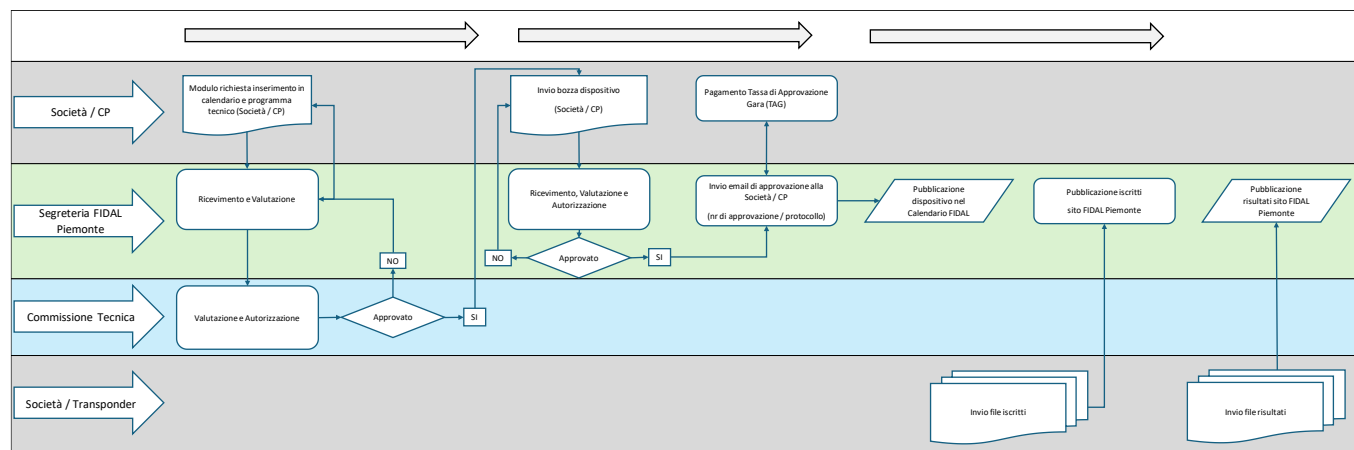 Società / CP
Modulo richiesta inserimento in
calendario e programma
tecnico (Società / CP)
Invio bozza dispositivo
(Società / CP)
Pagamento Tassa di Approvazione
Gara (TAG)
Segreteria FIDAL
Piemonte
Ricevimento e Valutazione
NO
Ricevimento, Valutazione e
Autorizzazione
NO
Approvato
SI
Invio email di approvazione alla
Società / CP
(nr di approvazione / protocollo)
Pubblicazione
dispositivo nel
Calendario FIDAL
Pubblicazione iscritti
sito FIDAL Piemonte
Pubblicazione
risultati sito FIDAL
Piemonte
Commissione Tecnica
Valutazione e Autorizzazione
Approvato
SI
Società / Transponder
Invio file iscritti
Invio file risultati